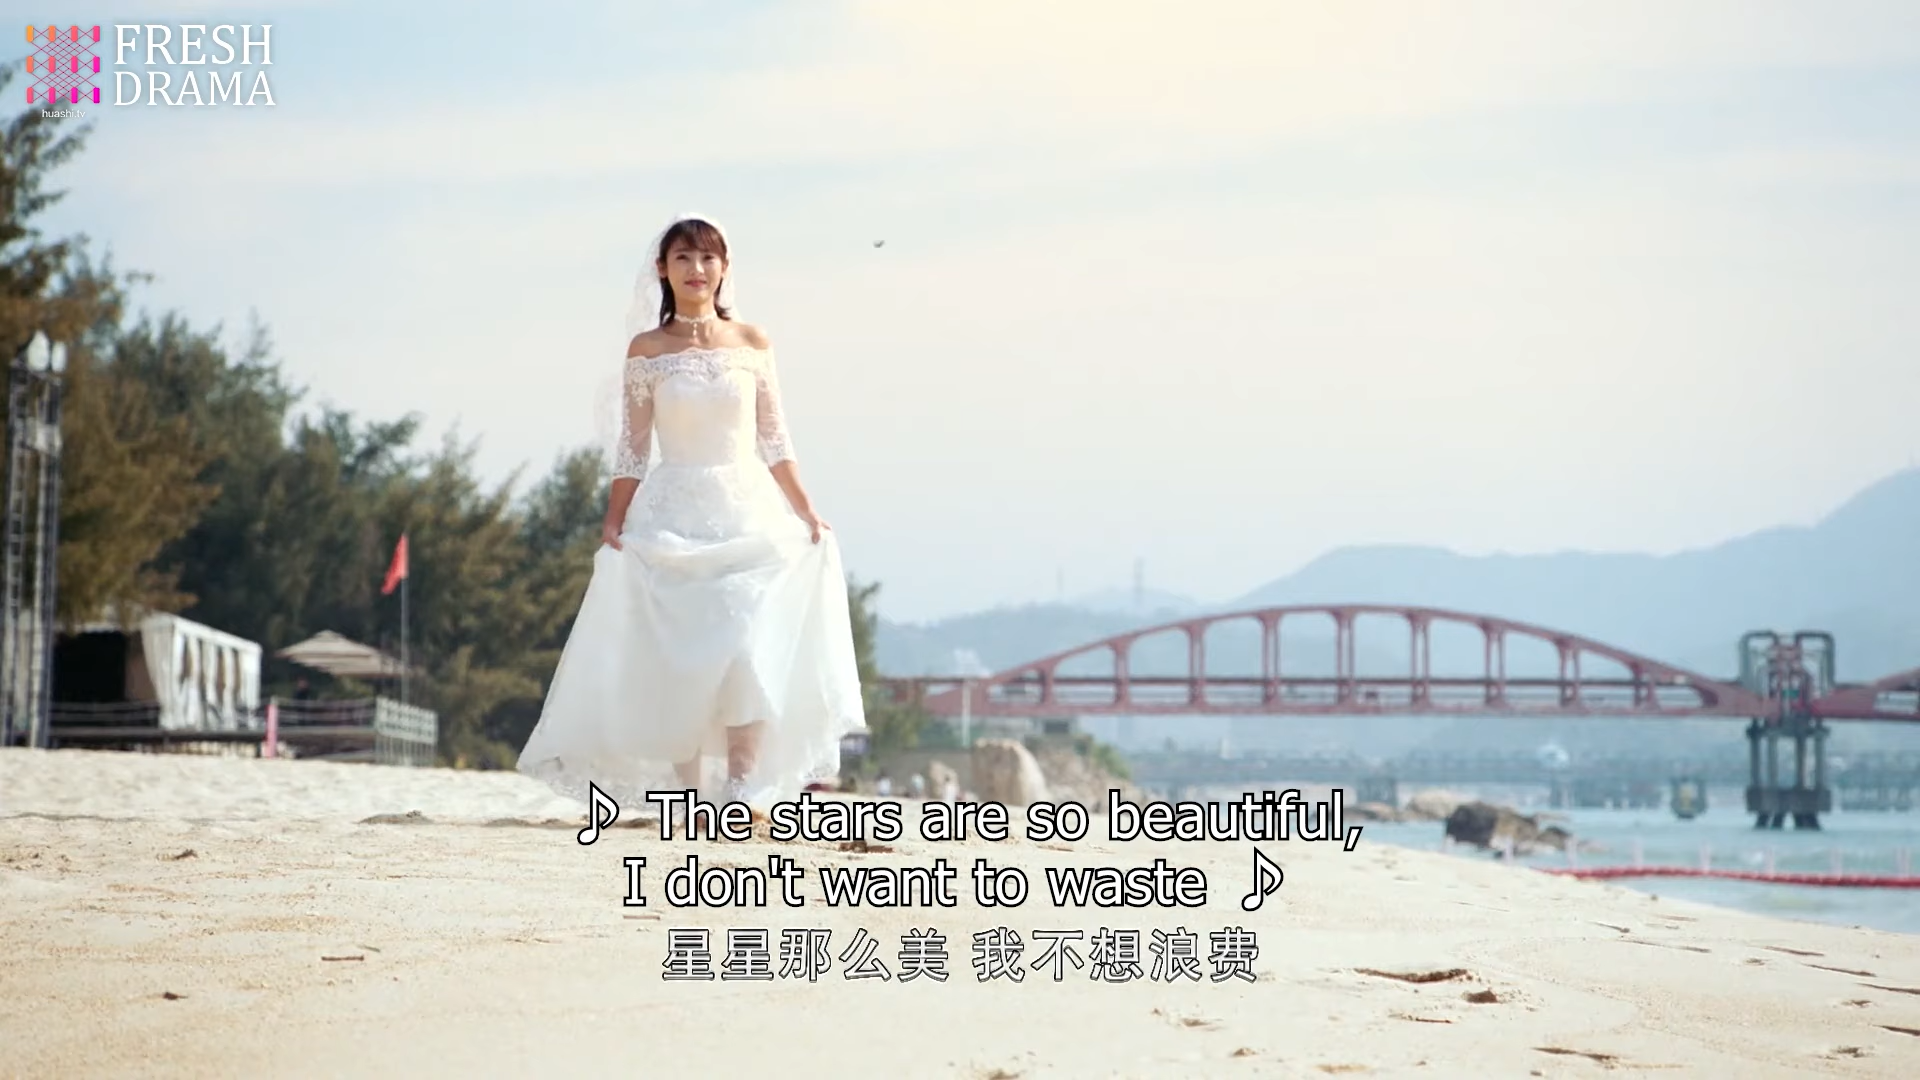 FRESH
DRAMA
huashi.tv
♪ The stars are so beautiful,
I don't want to waste ♪
星星那么美 我不想浪费